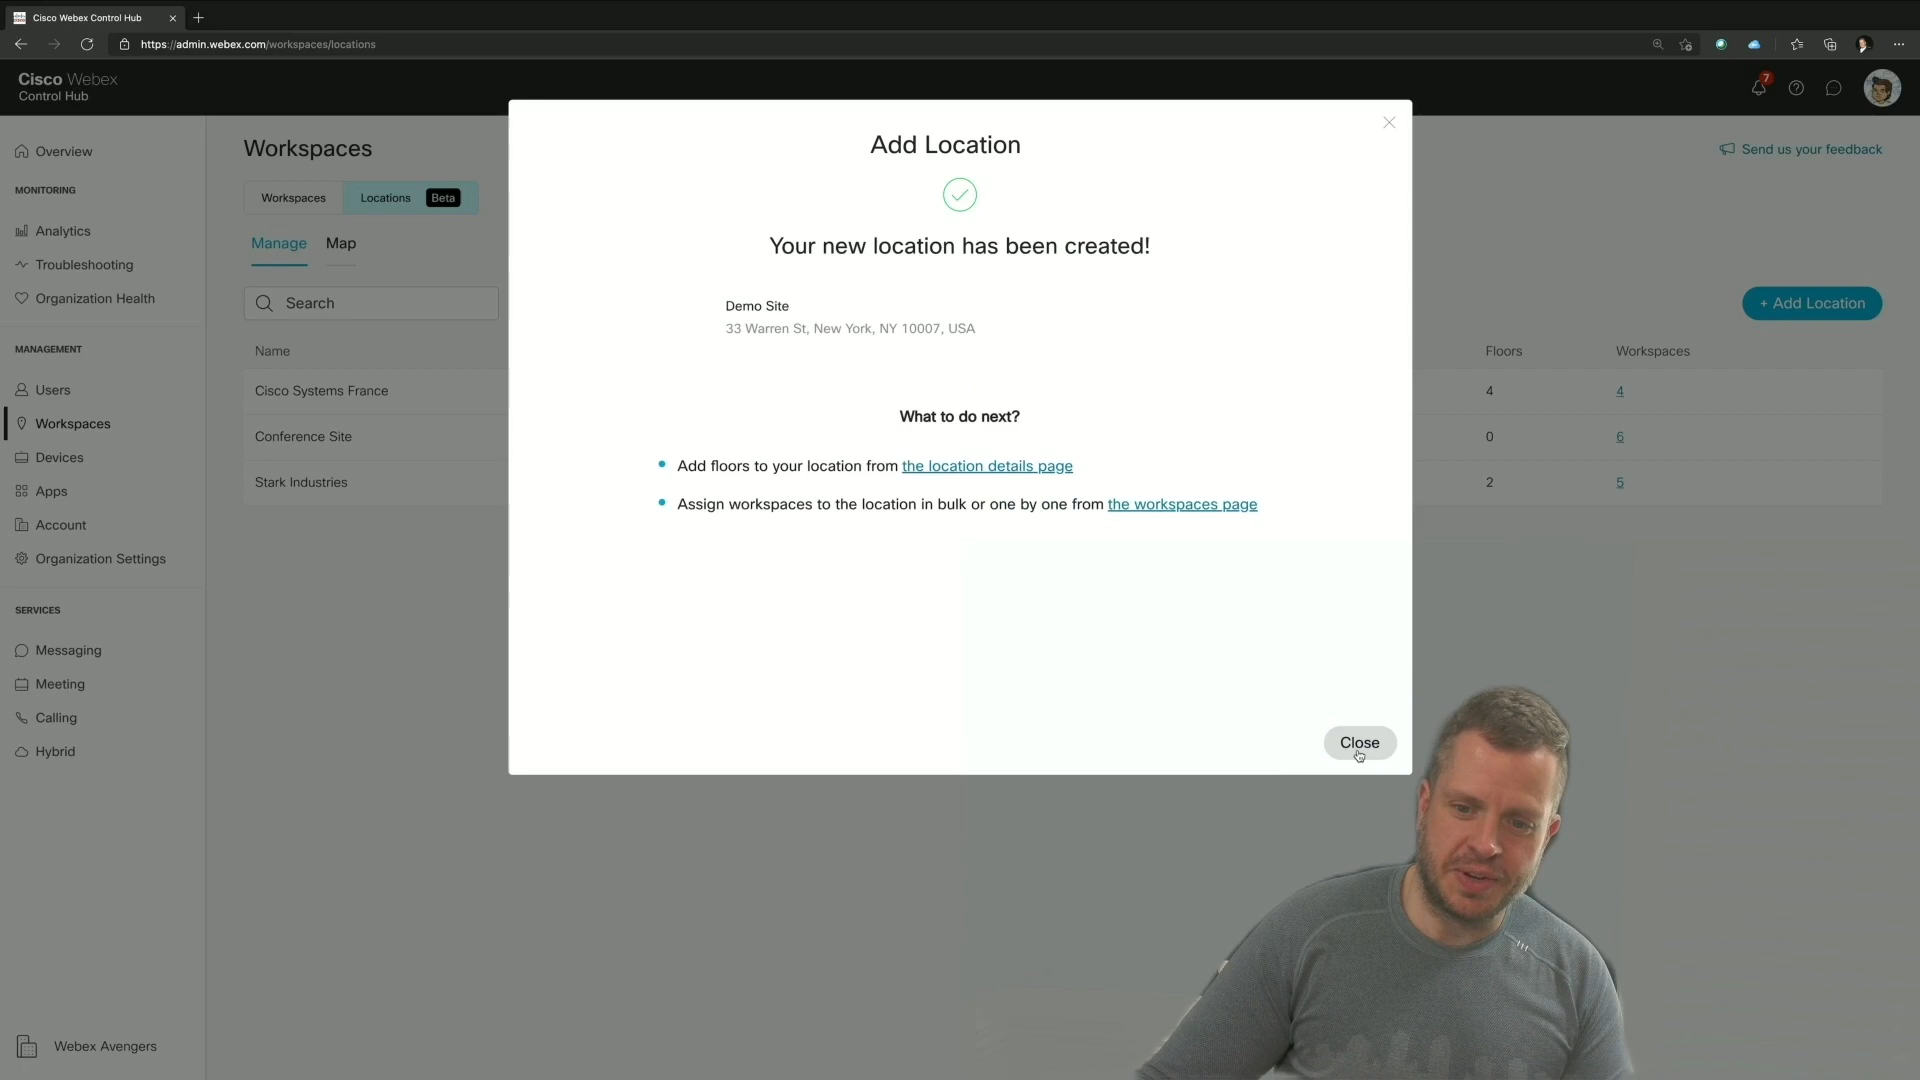 Cisco Webex Control Hub
https://admin.webex.com/workspaces/locations
Cisco Webex
Control Hub
7
Overview
MONITORING
Analytics
Troubleshooting
Organization Health
MANAGEMENT
Users
Workspaces
Devices
Apps
Account
Organization Settings
SERVICES
Messaging
Meeting
Calling
Hybrid
Webex Avengers
Workspaces
Send us your feedback
Workspaces Locations Beta
Manage Map
Search
+ Add Location
Name Floors Workspaces
Cisco Systems France 4 4
Conference Site 0 6
Stark Industries 2 5
Add Location
Your new location has been created!
Demo Site
33 Warren St, New York, NY 10007, USA
What to do next?
Add floors to your location from the location details page
Assign workspaces to the location in bulk or one by one from the workspaces page
Close